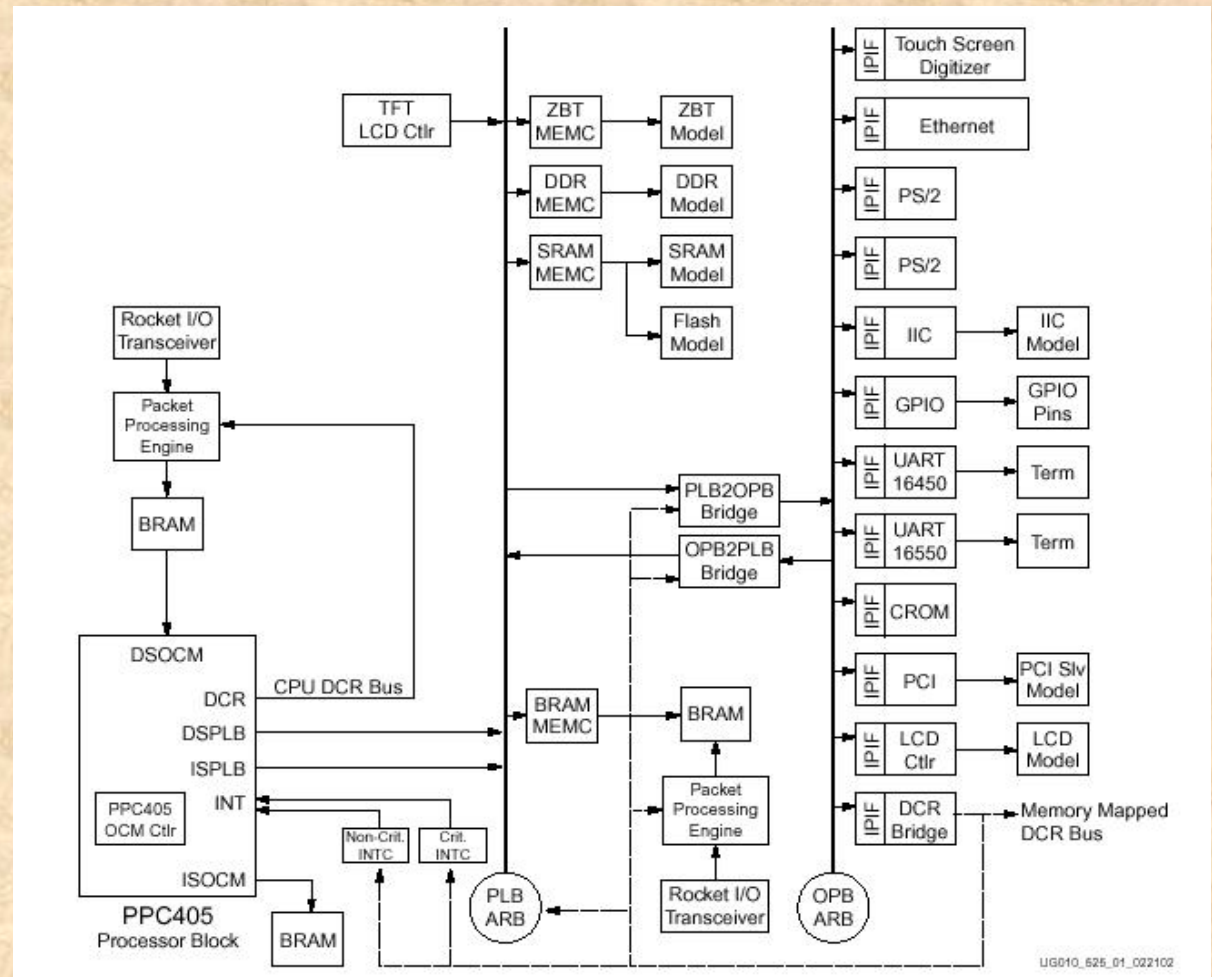 TFT
LCD Ctlr
ZBT
MEMC
ZBT
Model
DDR
MEMC
DDR
Model
SRAM
MEMC
SRAM
Model
Flash
Model
Rocket I/O
Transceiver
Packet
Processing
Engine
BRAM
DSOCM
DCR
CPU DCR Bus
DSPLB
ISPLB
INT
PPC405
OCM Ctlr
ISOCM
PPC405
Processor Block
BRAM
Non-Crit.
INTC
Crit.
INTC
PLB
ARB
PLB2OPB
Bridge
OPB2PLB
Bridge
BRAM
MEMC
BRAM
Packet
Processing
Engine
Rocket I/O
Transceiver
OPB
ARB
IPIF
Touch Screen
Digitizer
IPIF
Ethernet
IPIF
PS/2
IPIF
PS/2
IPIF
IIC
IIC
Model
IPIF
GPIO
GPIO
Pins
IPIF
UART
16450
Term
IPIF
UART
16550
Term
IPIF
CROM
IPIF
PCI
PCI Slv
Model
IPIF
LCD
Ctlr
LCD
Model
IPIF
DCR
Bridge
Memory Mapped
DCR Bus
UG010_525_01_022102